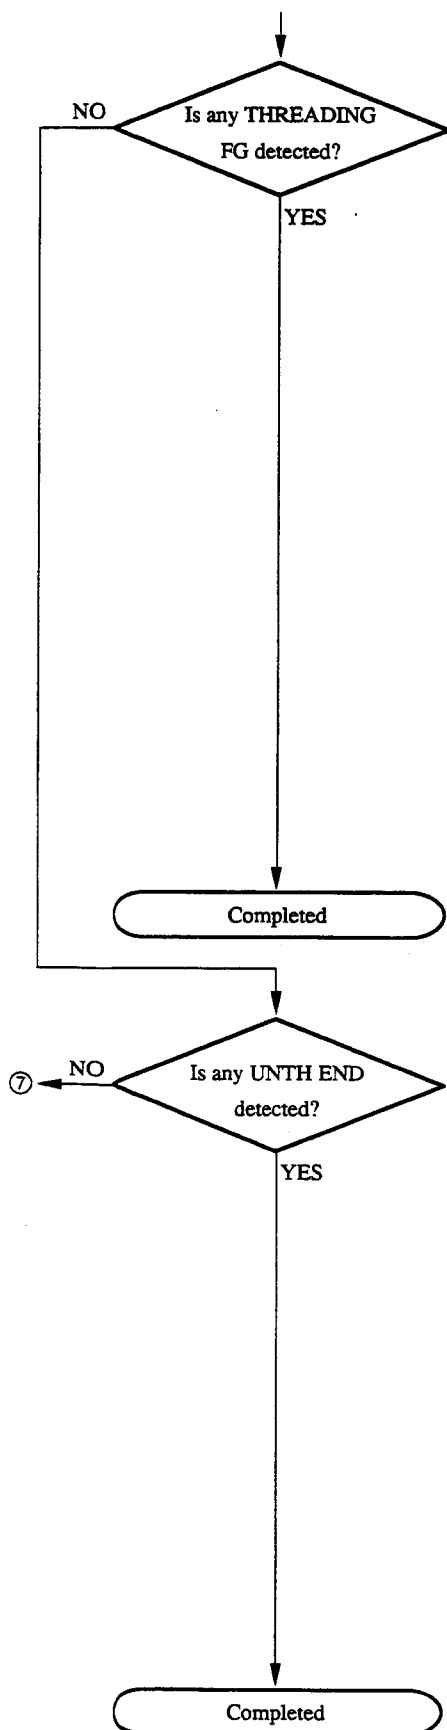 NO
Is any THREADING
FG detected?
YES
Completed
⑦
NO
Is any UNTH END
detected?
YES
Completed